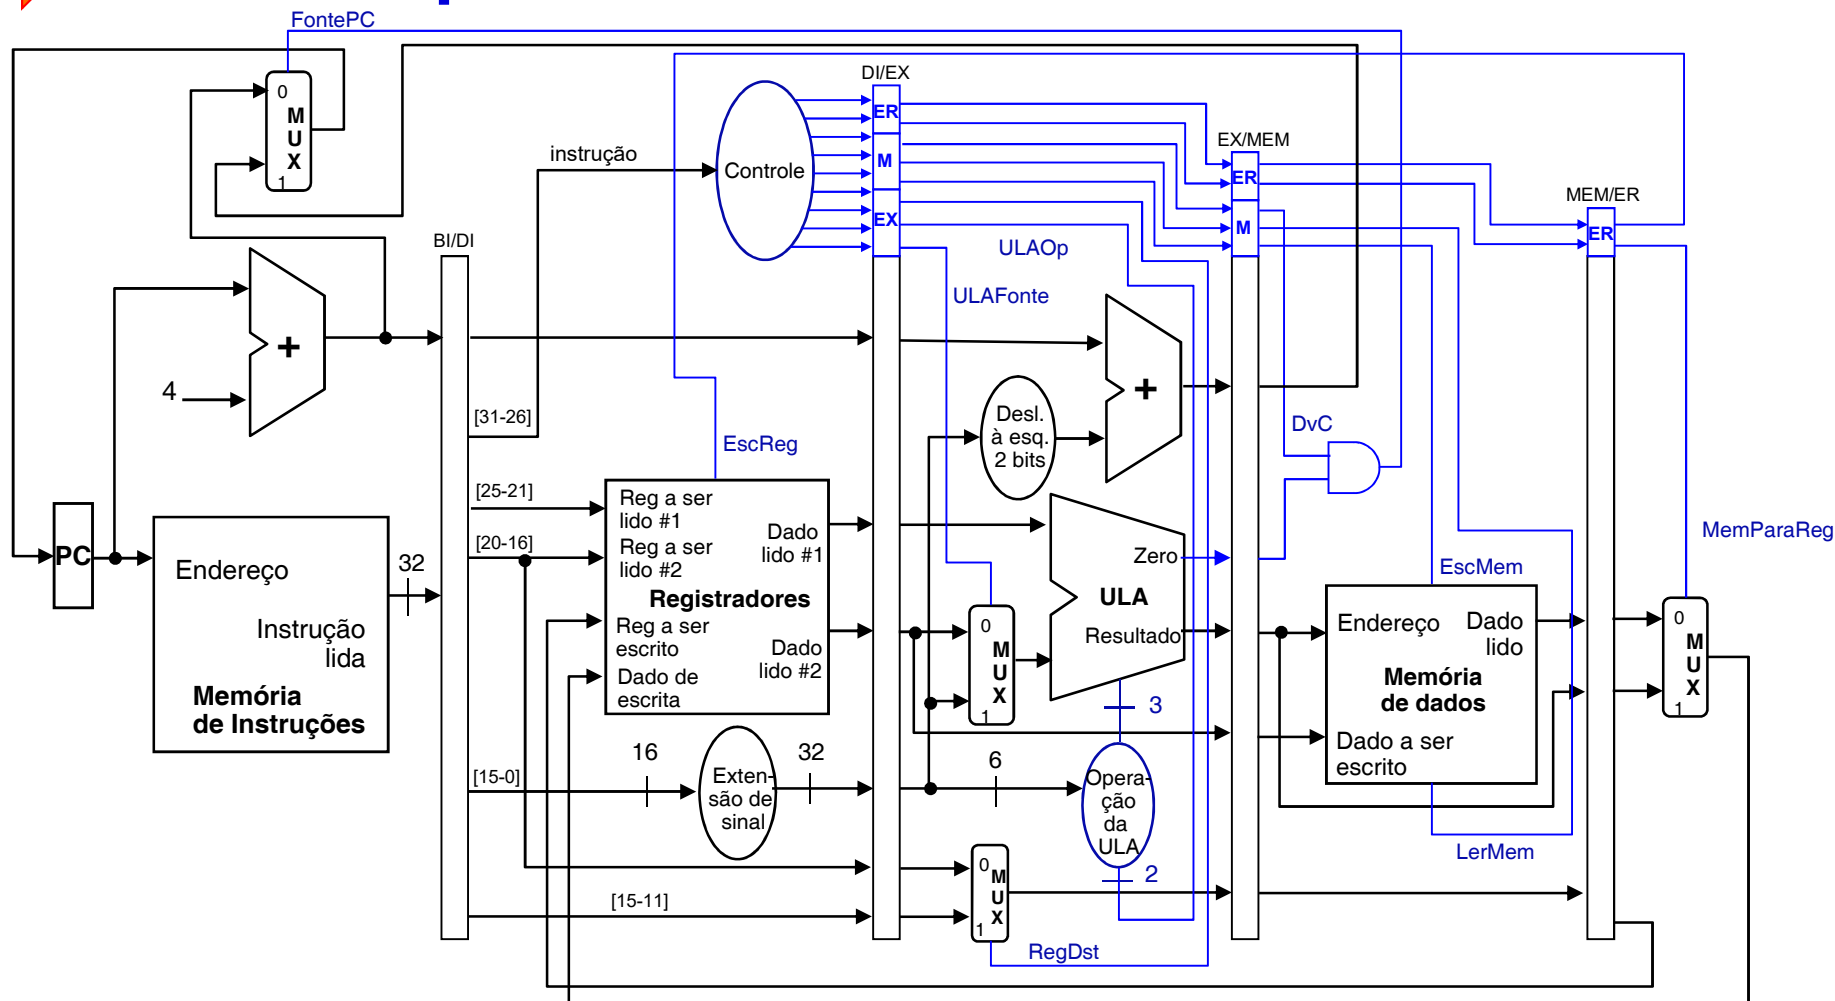 FontePC
0
M
U
X
1
DI/EX
ER
M
EX
Controle
instrução
EX/MEM
ER
M
MEM/ER
ER
BI/DI
ULAOp
ULAFonte
+
4
[31-26]
EscReg
+
Desl.
à esq.
2 bits
DvC
[25-21]
[20-16]
PC
Endereço
Instrução
lida
Memória
de Instruções
32
Reg a ser
lido #1
Reg a ser
lido #2
Dado
lido #1
Registradores
Reg a ser
escrito
Dado
lido #2
Dado de
escrita
0
M
U
X
1
Zero
ULA
Resultado
3
MemParaReg
EscMem
Endereço
Dado
lido
Memória
de dados
Dado a ser
escrito
0
M
U
X
1
[15-0]
16
Exten-
são de
sinal
32
6
Opera-
ção
da
ULA
2
LerMem
[15-11]
0
M
U
X
1
RegDst